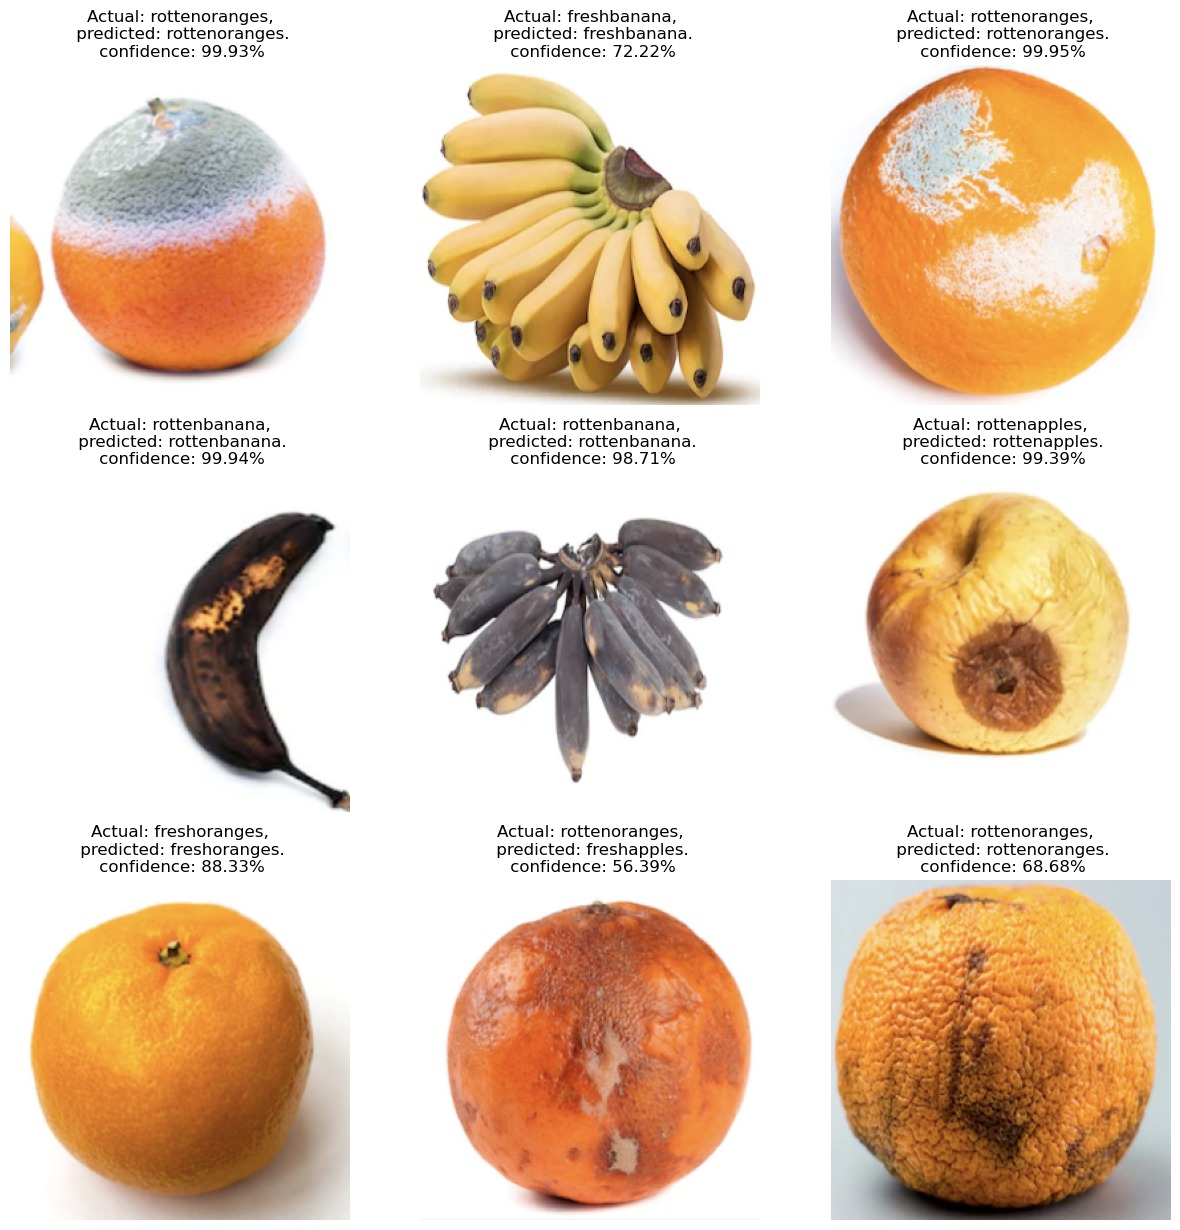 Actual: rottenoranges,
predicted: rottenoranges.
confidence: 99.93%
Actual: freshbanana,
predicted: freshbanana.
confidence: 72.22%
Actual: rottenoranges,
predicted: rottenoranges.
confidence: 99.95%
Actual: rottenbanana,
predicted: rottenbanana.
confidence: 99.94%
Actual: rottenbanana,
predicted: rottenbanana.
confidence: 98.71%
Actual: rottenapples,
predicted: rottenapples.
confidence: 99.39%
Actual: freshoranges,
predicted: freshoranges.
confidence: 88.33%
Actual: rottenoranges,
predicted: freshapples.
confidence: 56.39%
Actual: rottenoranges,
predicted: rottenoranges.
confidence: 68.68%